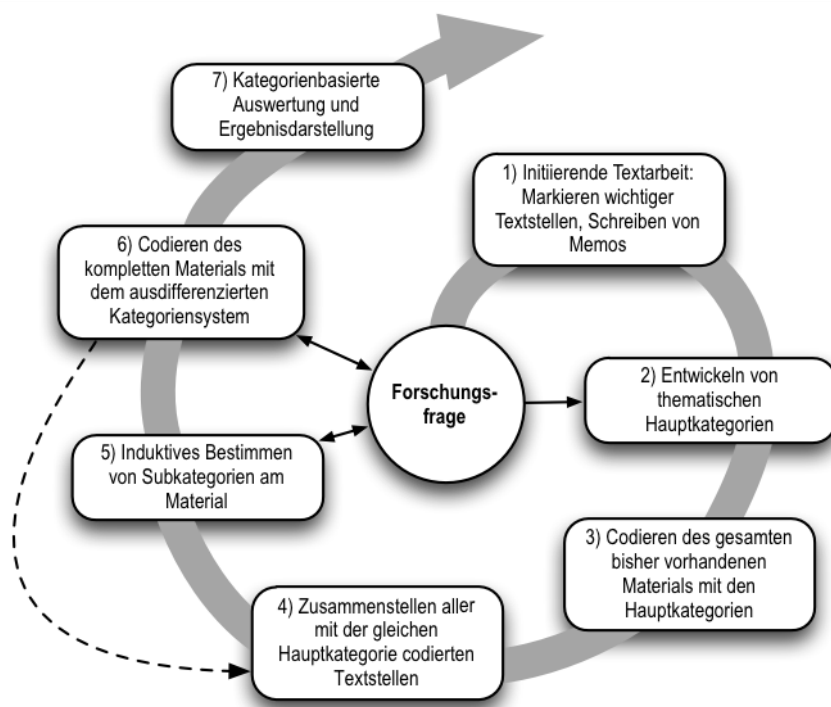 7) Kategorienbasierte
Auswertung und
Ergebnisdarstellung
1) Initiierende Textarbeit:
Markieren wichtiger
Textstellen, Schreiben von
Memos
6) Codieren des
kompletten Materials mit
dem ausdifferenzierten
Kategoriensystem
Forschungs-
frage
2) Entwickeln von
thematischen
Hauptkategorien
5) Induktives Bestimmen
von Subkategorien am
Material
3) Codieren des gesamten
bisher vorhandenen
Materials mit den
Hauptkategorien
4) Zusammenstellen aller
mit der gleichen
Hauptkategorie codierten
Textstellen